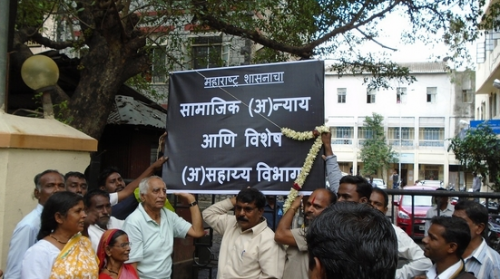 महाराष्ट्र शासनाचा
सामाजिक (अ)न्याय
आणि विशेष
(अ)सहाय्य विभाग